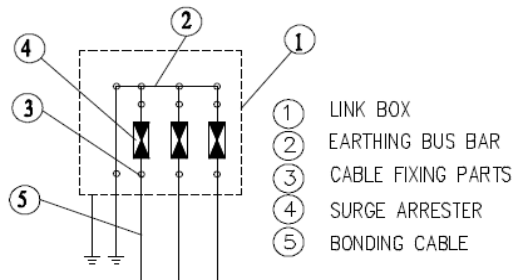 2
1
4
3
5
1 LINK BOX
2 EARTHING BUS BAR
3 CABLE FIXING PARTS
4 SURGE ARRESTER
5 BONDING CABLE